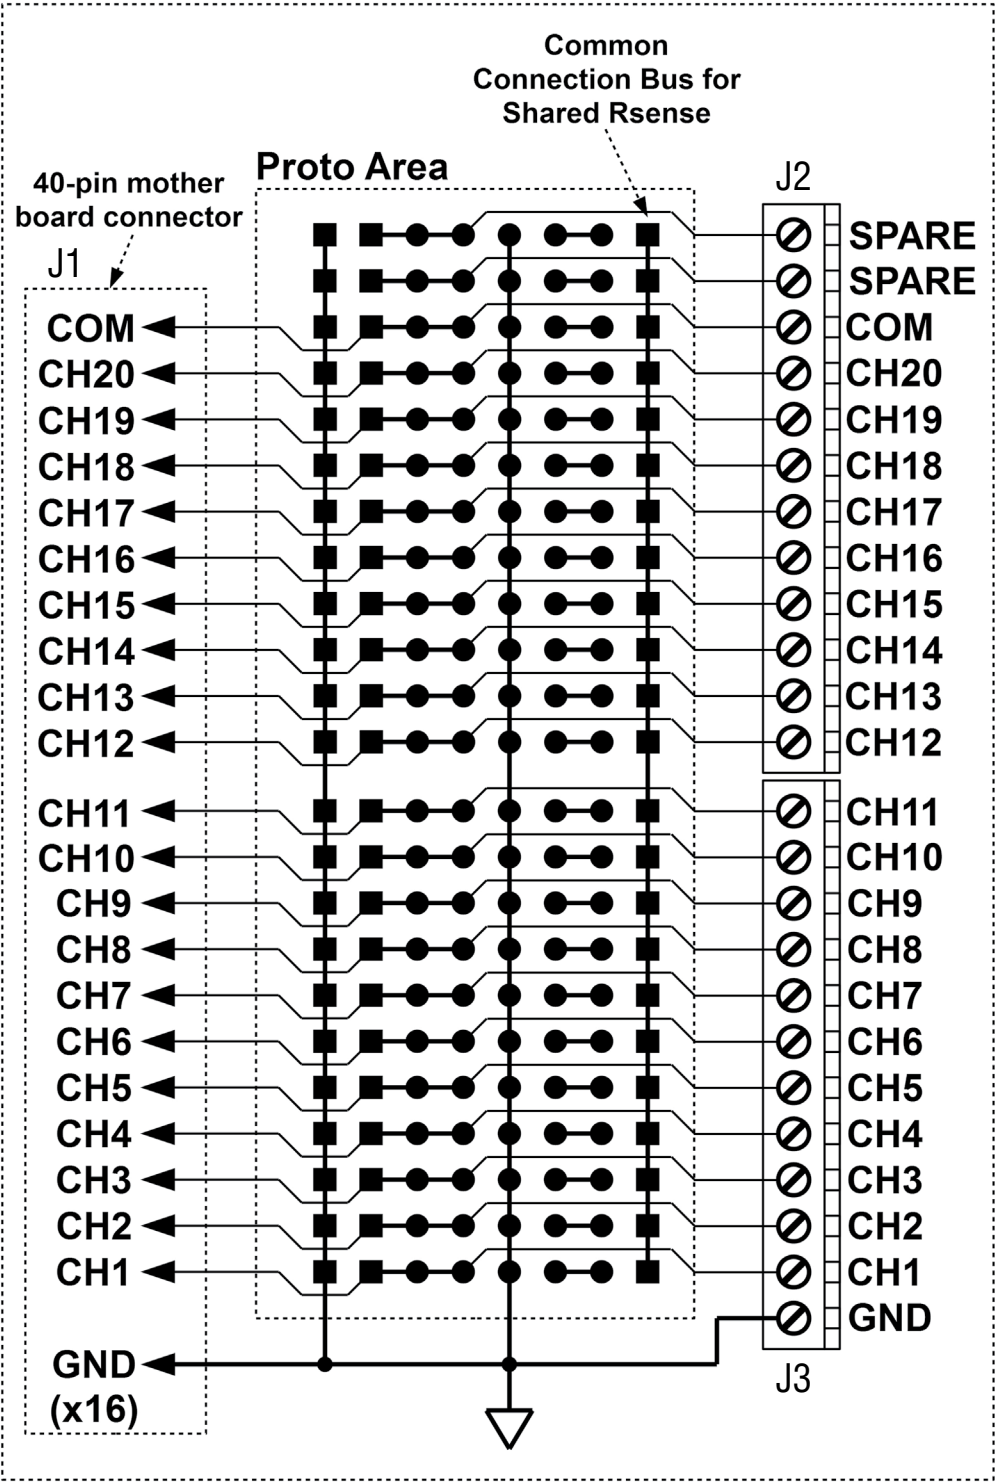 Common
Connection Bus for
Shared Rsense
Proto Area
40-pin mother
board connector
J1
J2
SPARE
SPARE
COM COM
CH20 CH20
CH19 CH19
CH18 CH18
CH17 CH17
CH16 CH16
CH15 CH15
CH14 CH14
CH13 CH13
CH12 CH12
CH11 CH11
CH10 CH10
CH9 CH9
CH8 CH8
CH7 CH7
CH6 CH6
CH5 CH5
CH4 CH4
CH3 CH3
CH2 CH2
CH1 CH1
GND
GND
(x16)
J3